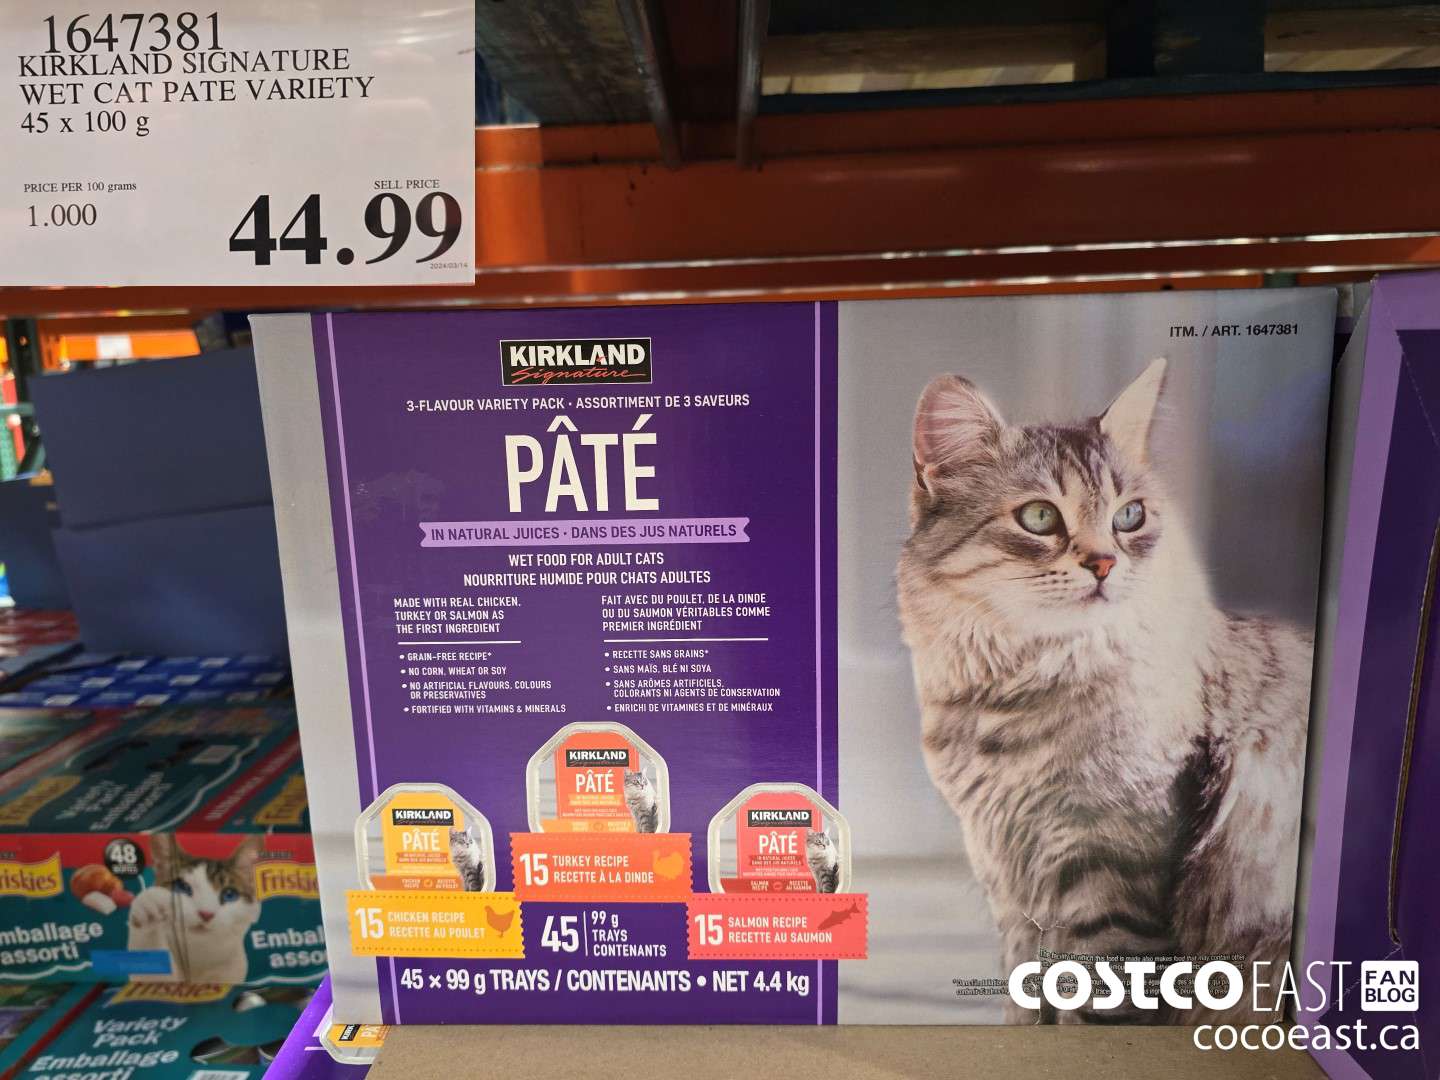 1647381
KIRKLAND SIGNATURE
WET CAT PATE VARIETY
45 x 100 g
PRICE PER 100 grams
1.000
SELL PRICE
44.99
2024/03/14
ITM. / ART. 1647381
KIRKLAND
Signature
3-FLAVOUR VARIETY PACK · ASSORTIMENT DE 3 SAVEURS
PÂTÉ
IN NATURAL JUICES · DANS DES JUS NATURELS
WET FOOD FOR ADULT CATS
NOURRITURE HUMIDE POUR CHATS ADULTES
MADE WITH REAL CHICKEN,
TURKEY OR SALMON AS
THE FIRST INGREDIENT
• GRAIN-FREE RECIPE*
• NO CORN, WHEAT OR SOY
• NO ARTIFICIAL FLAVOURS, COLOURS
OR PRESERVATIVES
• FORTIFIED WITH VITAMINS & MINERALS
FAIT AVEC DU POULET, DE LA DINDE
OU DU SAUMON VÉRITABLES COMME
PREMIER INGRÉDIENT
• RECETTE SANS GRAINS*
• SANS MAÏS, BLÉ NI SOYA
• SANS ARÔMES ARTIFICIELS,
COLORANTS NI AGENTS DE CONSERVATION
• ENRICHI DE VITAMINES ET DE MINÉRAUX
KIRKLAND
PÂTÉ
KIRKLAND
Signature
PÂTÉ
KIRKLAND
Signature
PÂTÉ
15 TURKEY RECIPE
RECETTE À LA DINDE
15 CHICKEN RECIPE
RECETTE AU POULET
45 99 g
TRAYS
CONTENANTS
15 SALMON RECIPE
RECETTE AU SAUMON
45 × 99 g TRAYS / CONTENANTS • NET 4.4 kg
48
riskies
Friskie
mballage
assorti
Embal
asso
Friskies
Variety
Pack
Emballage
assorti
COSTCO EAST FAN
BLOG
cocoeast.ca